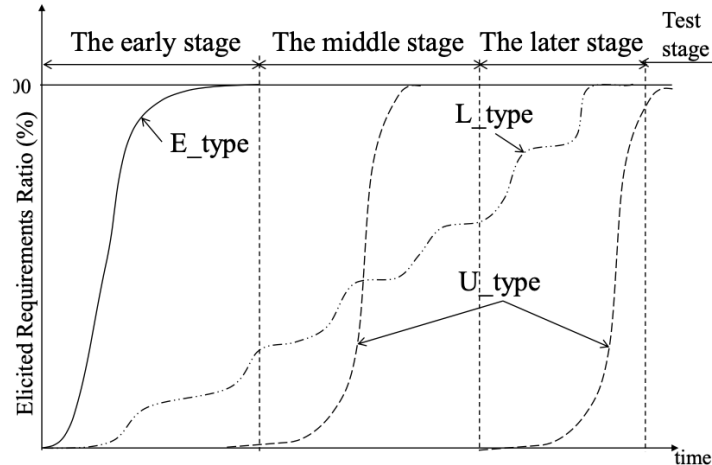 The early stage
The middle stage
The later stage
Test
stage
00
Elicited Requirements Ratio (%)
E_type
L_type
U_type
time